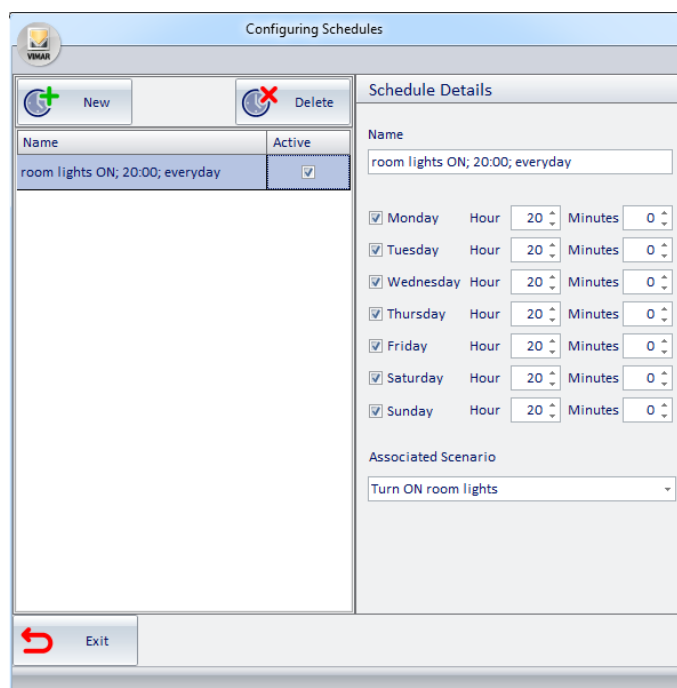 Configuring Schedules
VIMAR
New
Delete
Name Active
room lights ON; 20:00; everyday
Schedule Details
Name
room lights ON; 20:00; everyday
Monday Hour 20 Minutes 0
Tuesday Hour 20 Minutes 0
Wednesday Hour 20 Minutes 0
Thursday Hour 20 Minutes 0
Friday Hour 20 Minutes 0
Saturday Hour 20 Minutes 0
Sunday Hour 20 Minutes 0
Associated Scenario
Turn ON room lights
Exit